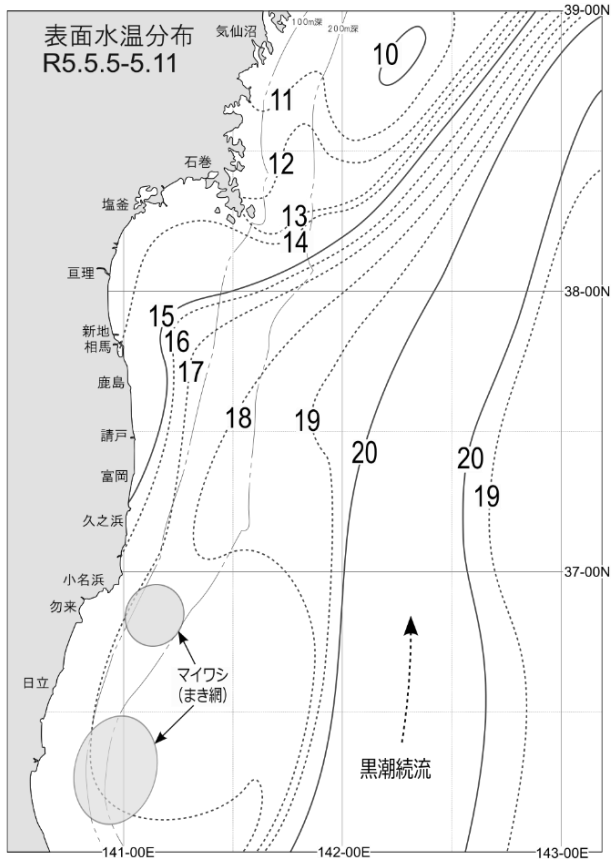 39-00N
表面水温分布
R5.5.5-5.11
気仙沼
100m深
200m深
10
11
石巻
12
塩釜
13
14
亘理
38-00N
15
新地
16
相馬
17
鹿島
18
19
請戸
20
20
富岡
19
久之浜
37-00N
小名浜
勿来
マイワシ
(まき網)
日立
黒潮続流
141-00E
142-00E
143-00E